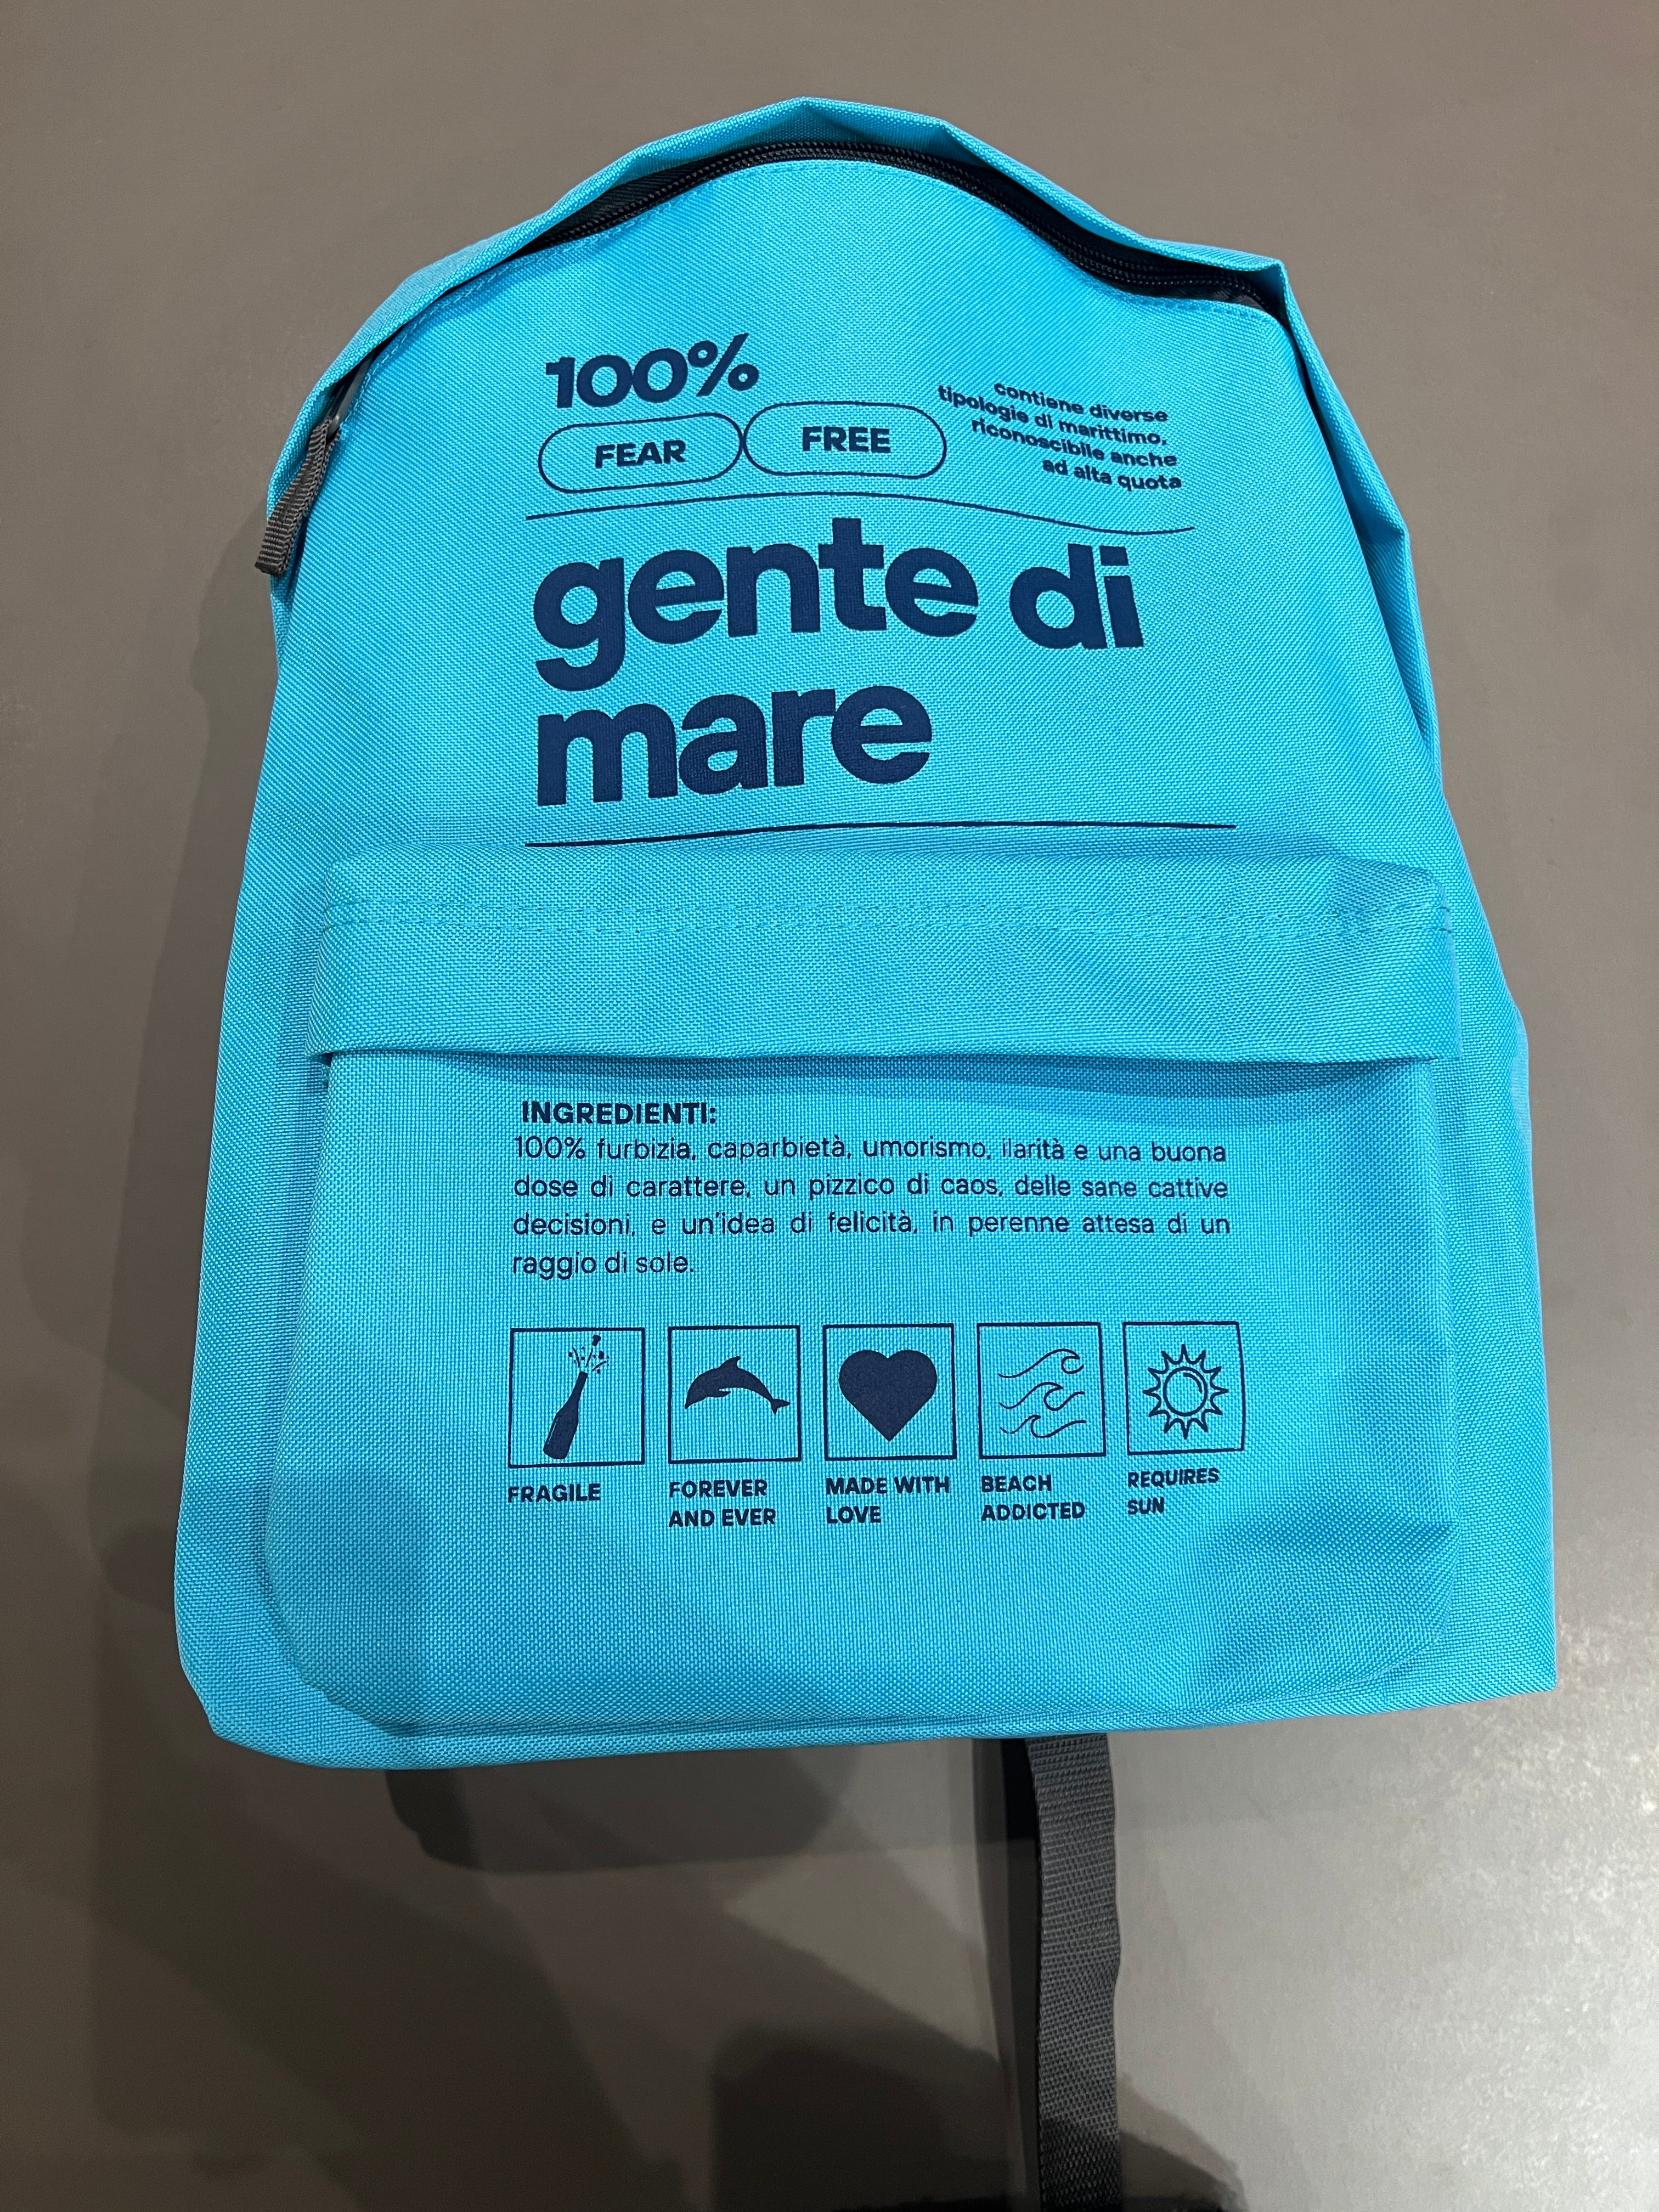 100%
FEAR FREE
contiene diverse
tipologie di marittimo,
riconoscibile anche
ad alta quota
gente di
mare
INGREDIENTI:
100% furbizia, caparbietà, umorismo, ilarità e una buona
dose di carattere, un pizzico di caos, delle sane cattive
decisioni, e un'idea di felicità, in perenne attesa di un
raggio di sole.
FRAGILE
FOREVER
AND EVER
MADE WITH
LOVE
BEACH
ADDICTED
REQUIRES
SUN